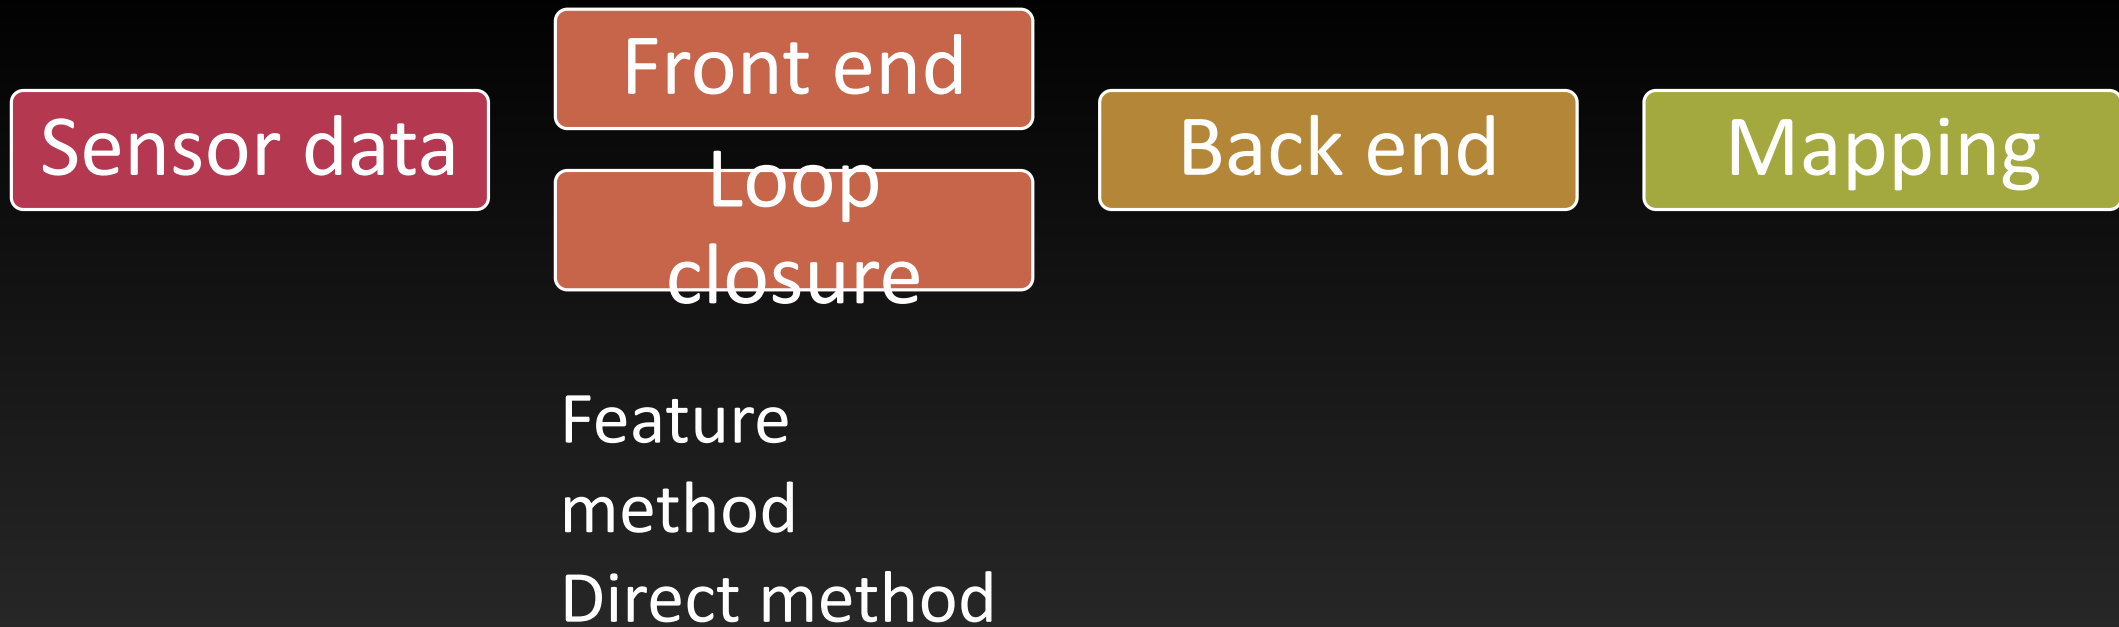 Sensor data
Front end
Loop
closure
Back end
Mapping
Feature
method
Direct method